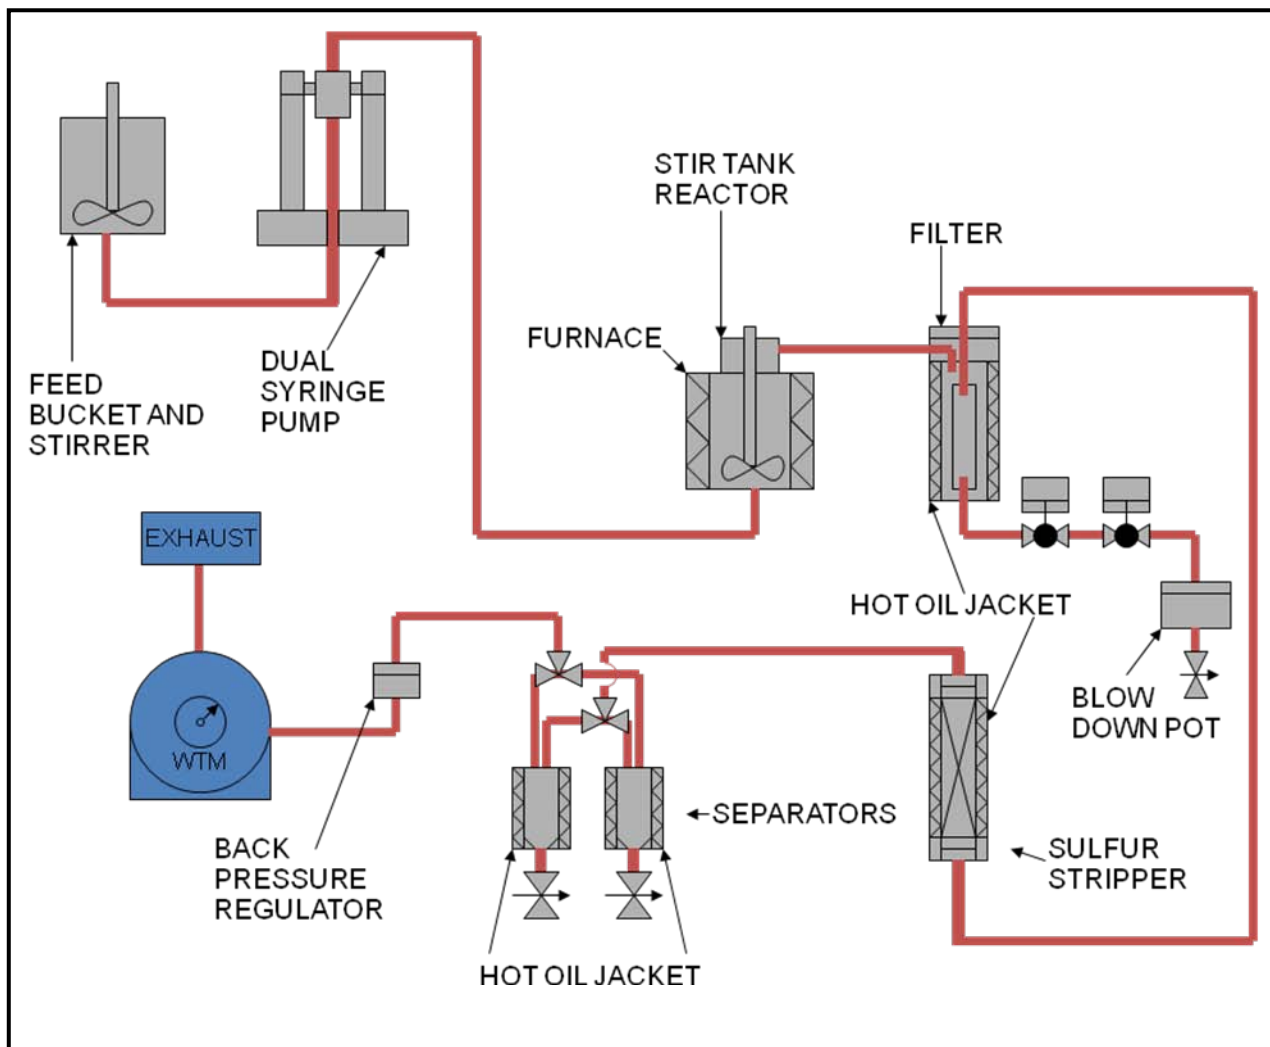 STIR TANK
REACTOR
FILTER
FURNACE
DUAL
SYRINGE
PUMP
FEED
BUCKET AND
STIRRER
EXHAUST
HOT OIL JACKET
BLOW
DOWN POT
WTM
SEPARATORS
BACK
PRESSURE
REGULATOR
SULFUR
STRIPPER
HOT OIL JACKET